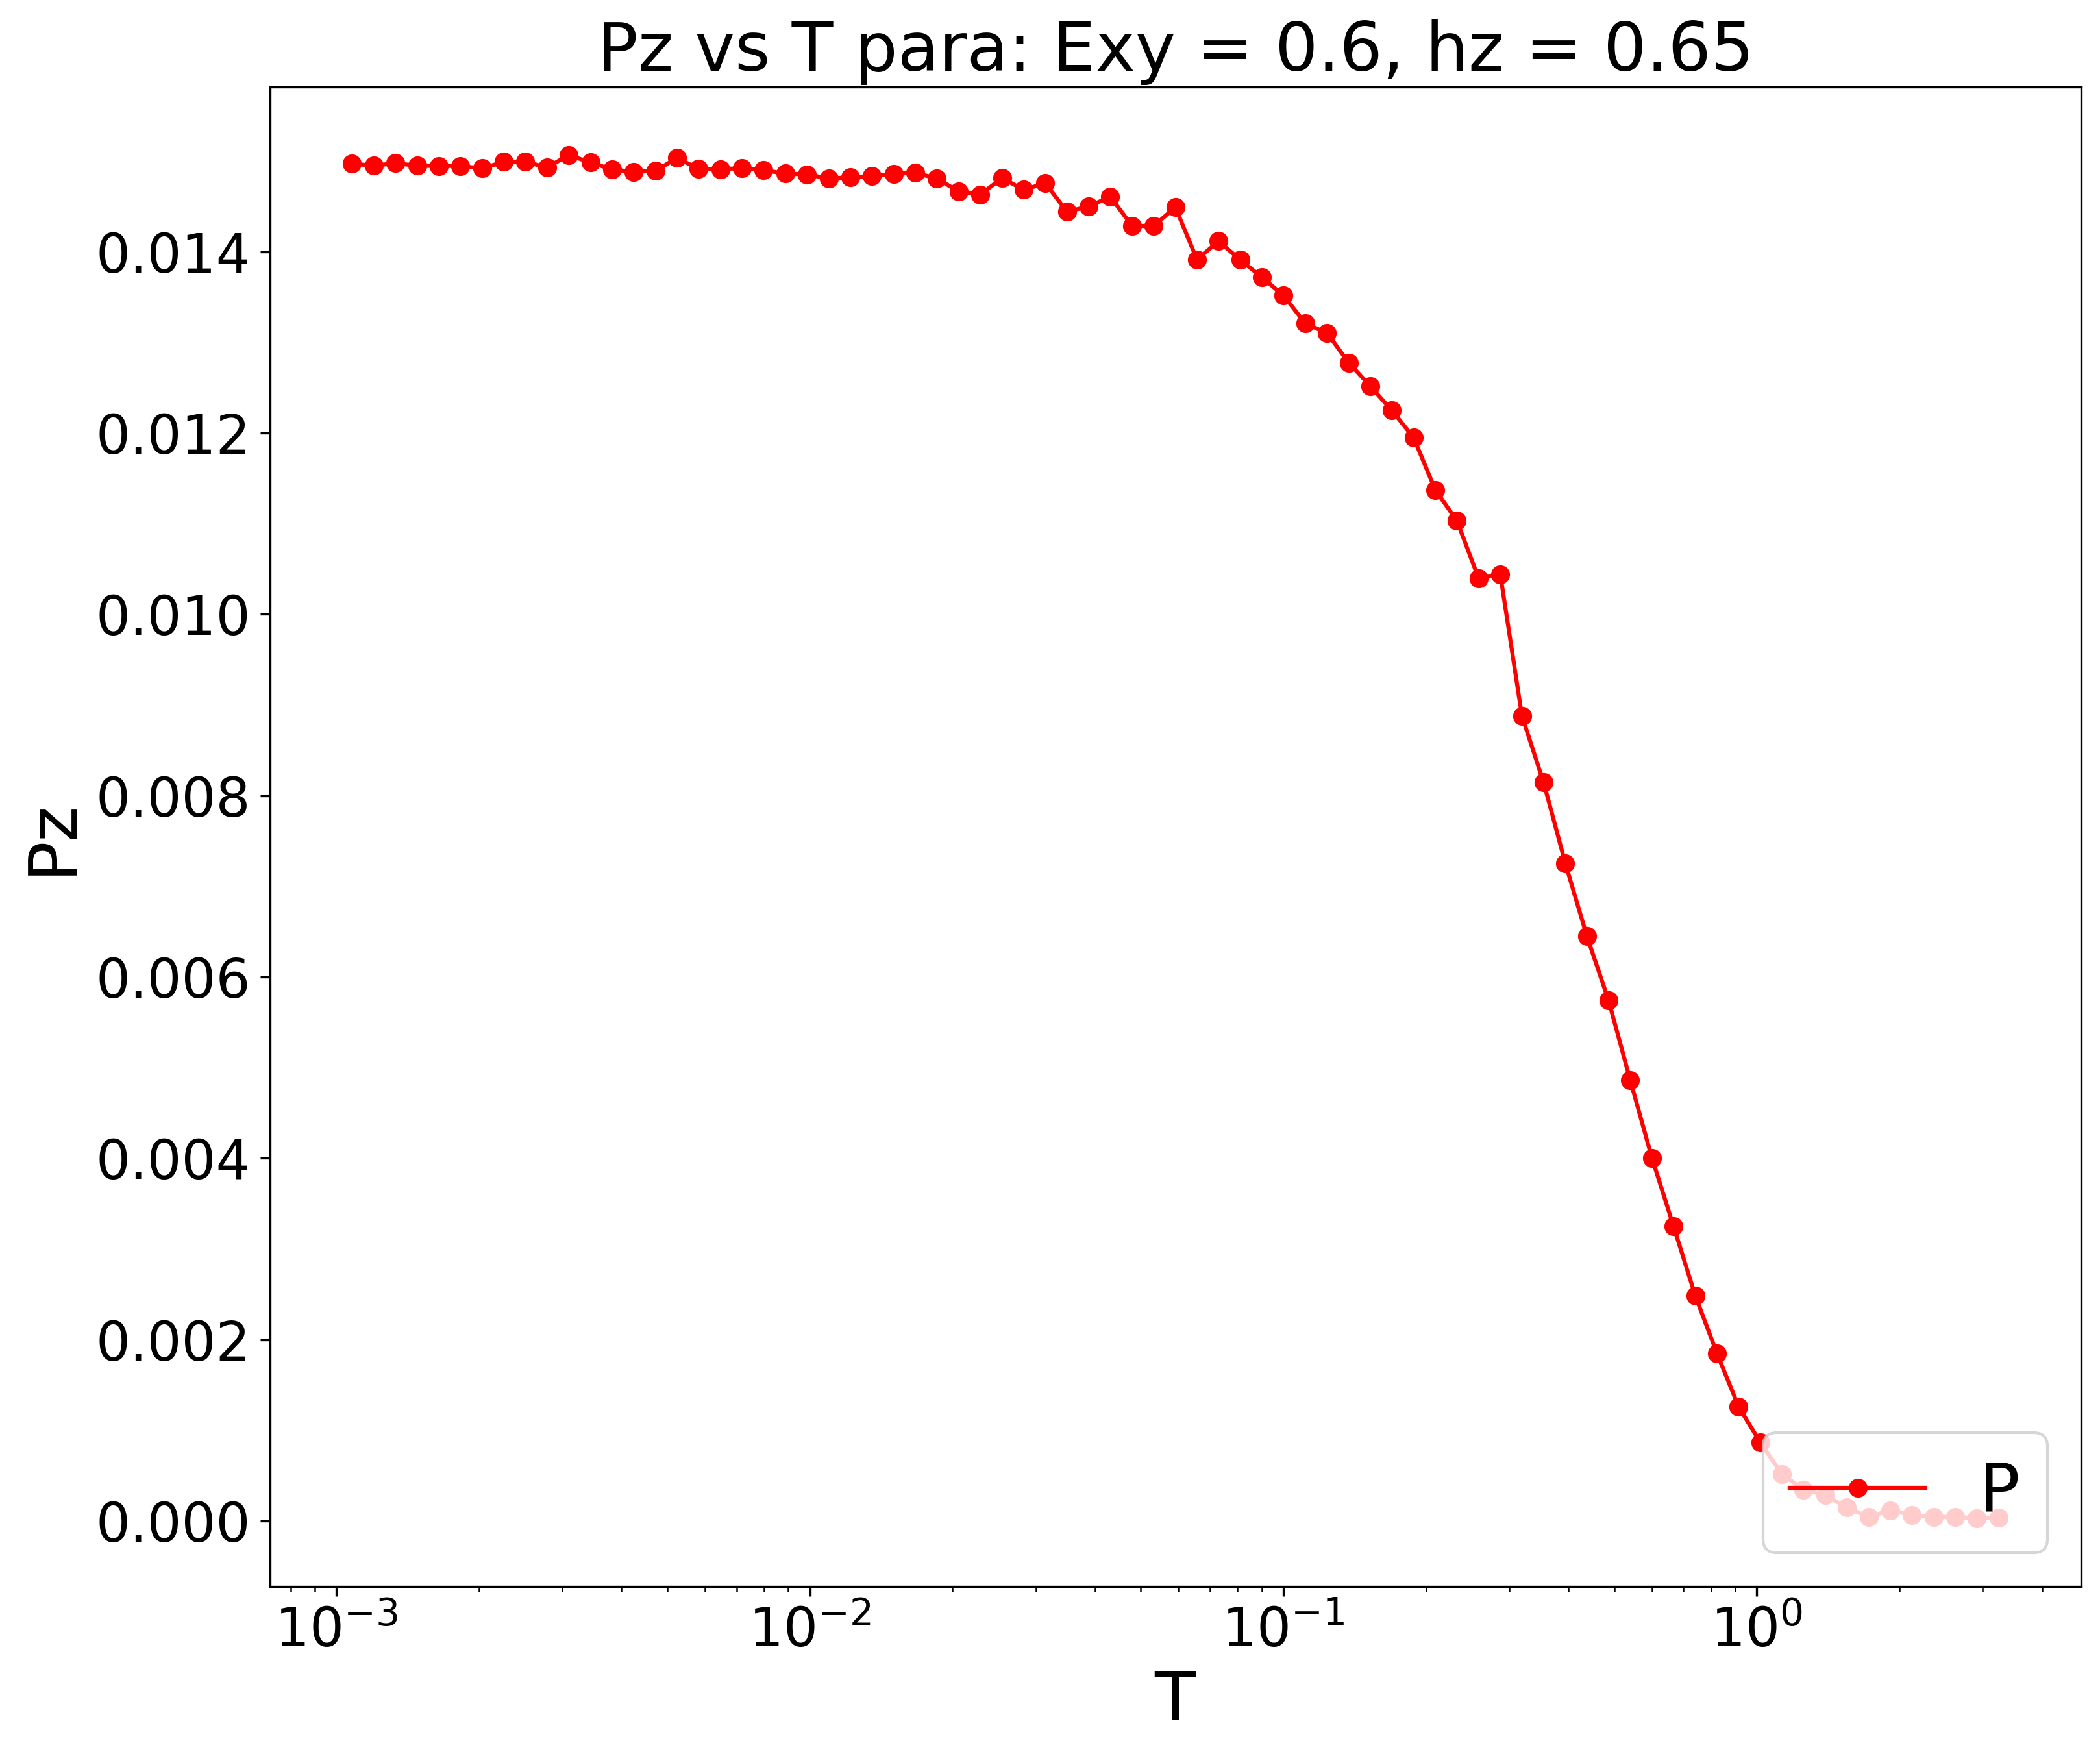 Pz vs T para: Exy = 0.6, hz = 0.65
Pz
0.014
0.012
0.010
0.008
0.006
0.004
0.002
0.000
P
10⁻³ 10⁻² 10⁻¹ 10⁰
T